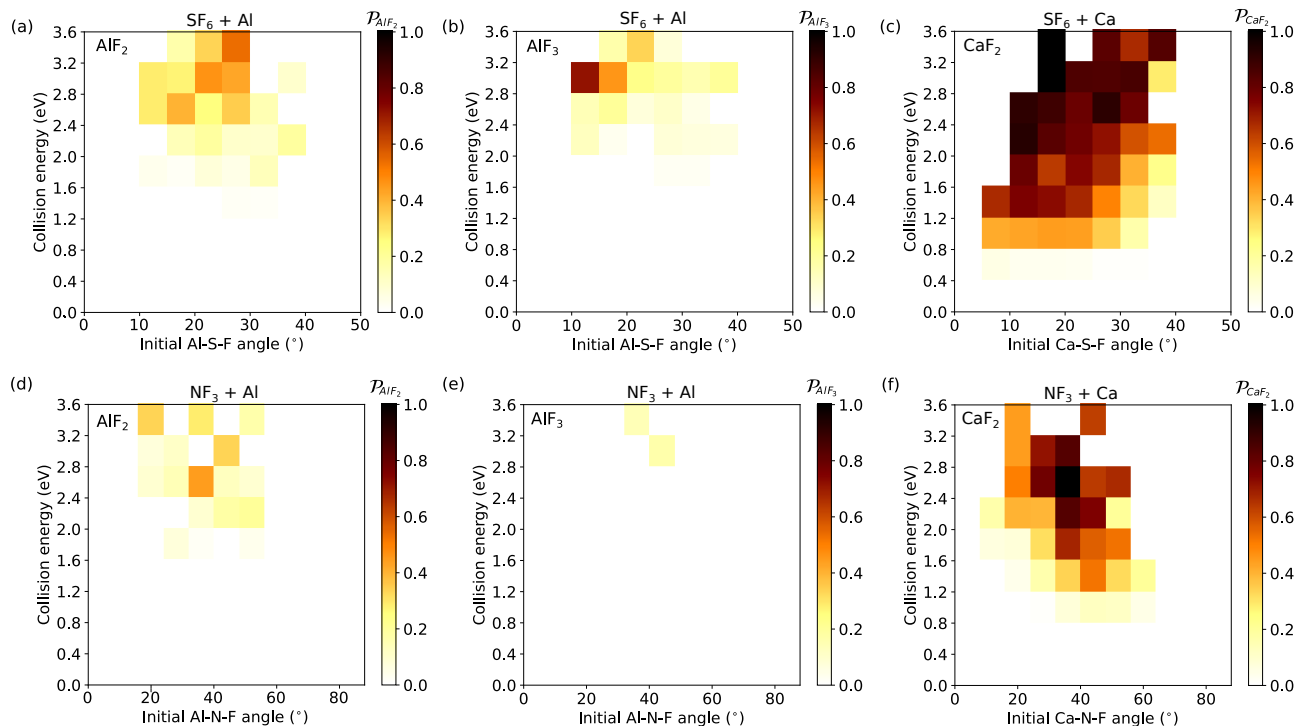 (a)
SF6 + Al
𝒫AlF2
AlF2
3.6
3.2
2.8
2.4
2.0
1.6
1.2
0.8
0.4
0.0
Collision energy (eV)
0 10 20 30 40 50
Initial Al-S-F angle (°)
1.0
0.8
0.6
0.4
0.2
0.0
(b)
SF6 + Al
𝒫AlF3
AlF3
3.6
3.2
2.8
2.4
2.0
1.6
1.2
0.8
0.4
0.0
Collision energy (eV)
0 10 20 30 40 50
Initial Al-S-F angle (°)
1.0
0.8
0.6
0.4
0.2
0.0
(c)
SF6 + Ca
𝒫CaF2
CaF2
3.6
3.2
2.8
2.4
2.0
1.6
1.2
0.8
0.4
0.0
Collision energy (eV)
0 10 20 30 40 50
Initial Ca-S-F angle (°)
1.0
0.8
0.6
0.4
0.2
0.0
(d)
NF3 + Al
𝒫AlF2
AlF2
3.6
3.2
2.8
2.4
2.0
1.6
1.2
0.8
0.4
0.0
Collision energy (eV)
0 20 40 60 80
Initial Al-N-F angle (°)
1.0
0.8
0.6
0.4
0.2
0.0
(e)
NF3 + Al
𝒫AlF3
AlF3
3.6
3.2
2.8
2.4
2.0
1.6
1.2
0.8
0.4
0.0
Collision energy (eV)
0 20 40 60 80
Initial Al-N-F angle (°)
1.0
0.8
0.6
0.4
0.2
0.0
(f)
NF3 + Ca
𝒫CaF2
CaF2
3.6
3.2
2.8
2.4
2.0
1.6
1.2
0.8
0.4
0.0
Collision energy (eV)
0 20 40 60 80
Initial Ca-N-F angle (°)
1.0
0.8
0.6
0.4
0.2
0.0